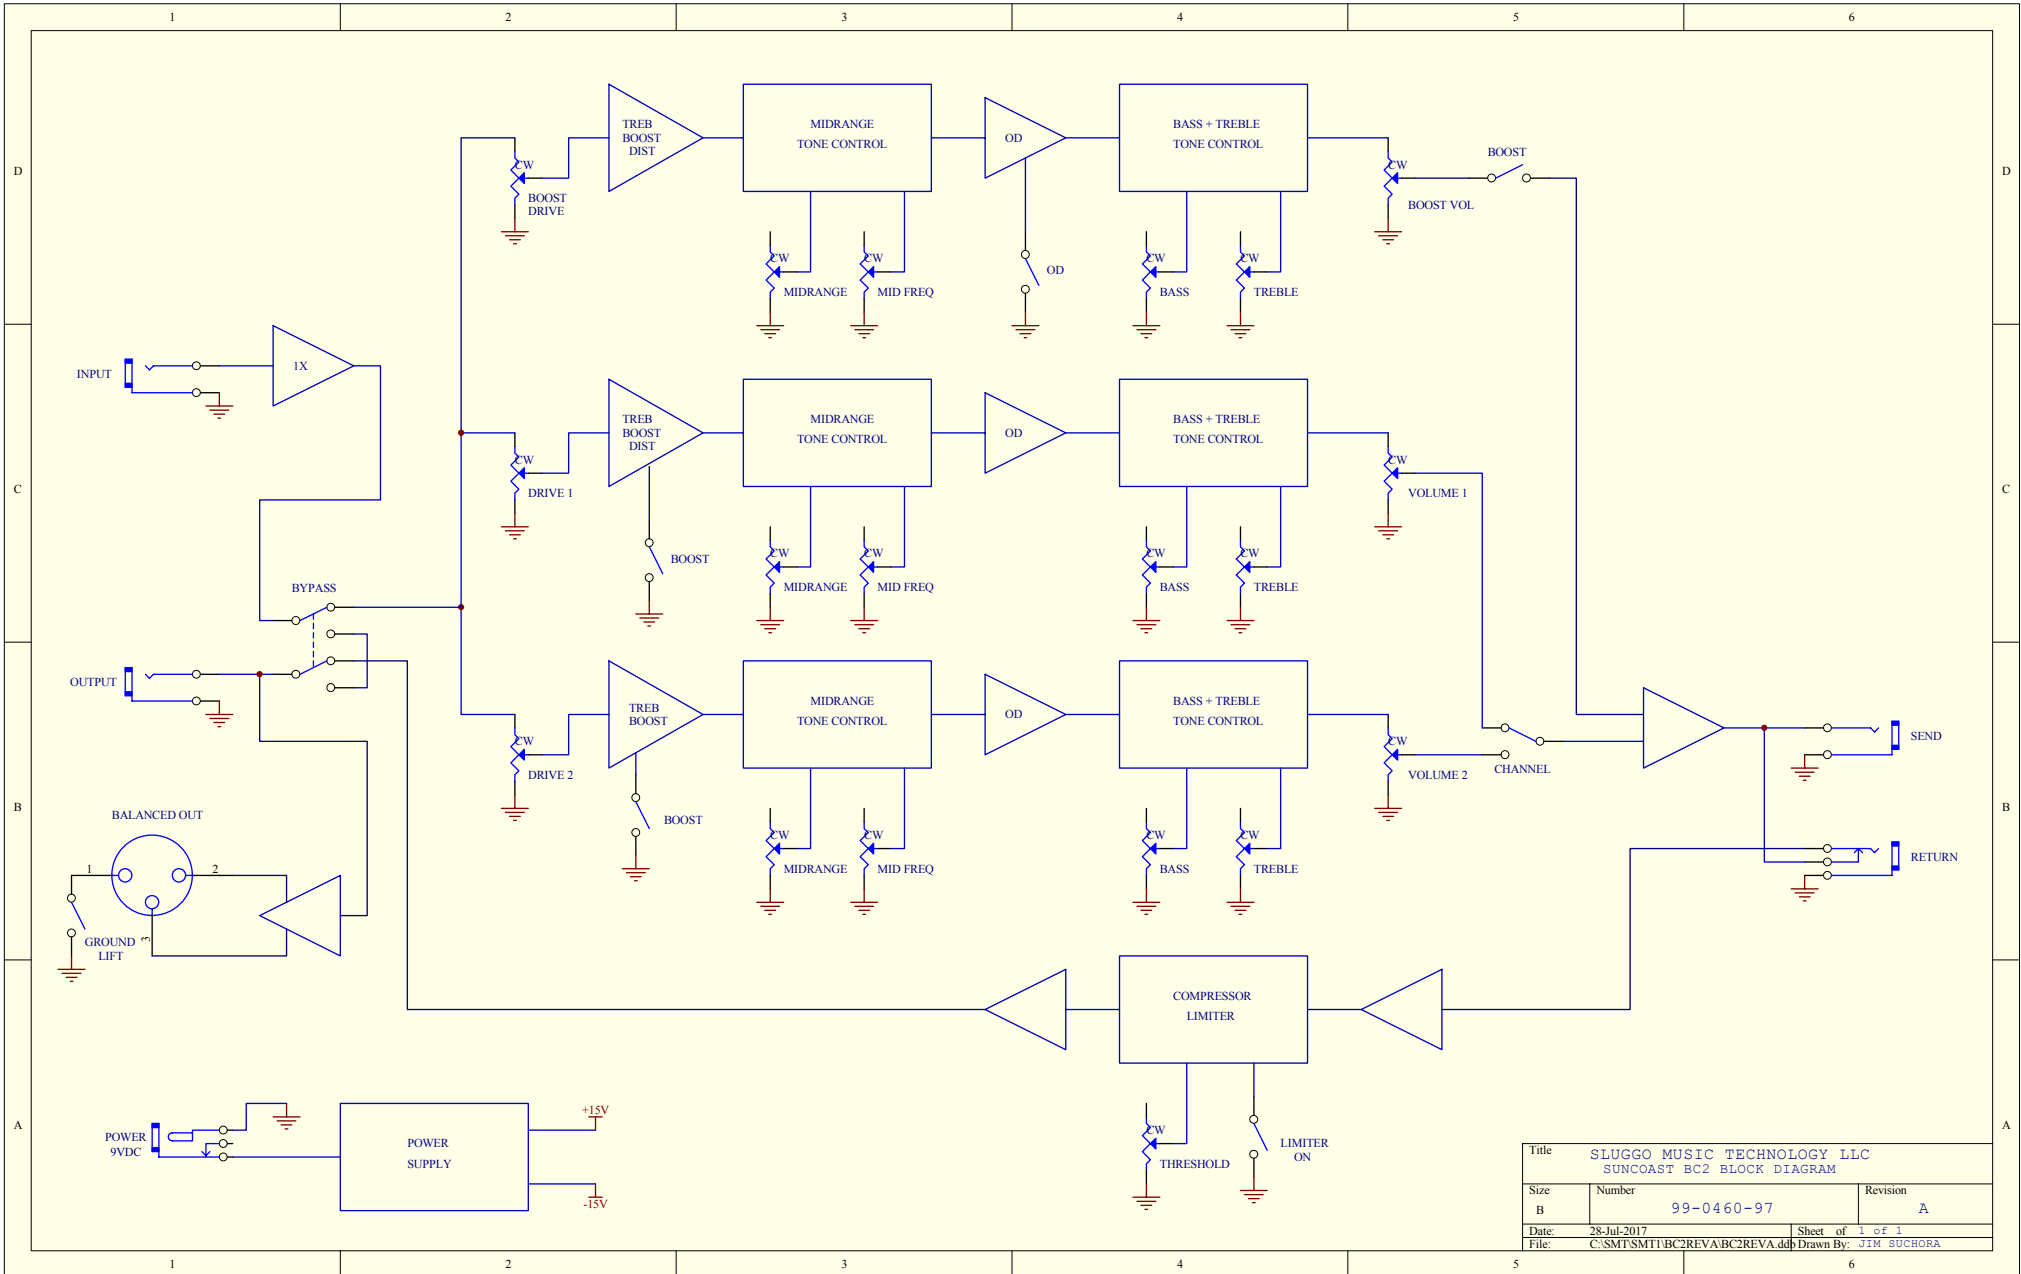 1 2 3 4 5 6
D D
TREB
BOOST
DIST
MIDRANGE
TONE CONTROL
OD
BASS + TREBLE
TONE CONTROL
CW
BOOST
DRIVE
CW
BOOST VOL
BOOST
CW
MIDRANGE
CW
MID FREQ
OD
CW
BASS
CW
TREBLE
INPUT
1X
C C
TREB
BOOST
DIST
MIDRANGE
TONE CONTROL
OD
BASS + TREBLE
TONE CONTROL
CW
DRIVE 1
CW
VOLUME 1
BOOST
CW
MIDRANGE
CW
MID FREQ
CW
BASS
CW
TREBLE
BYPASS
OUTPUT
TREB
BOOST
MIDRANGE
TONE CONTROL
OD
BASS + TREBLE
TONE CONTROL
CW
DRIVE 2
CW
VOLUME 2
CHANNEL
SEND
B B
BOOST
CW
MIDRANGE
CW
MID FREQ
CW
BASS
CW
TREBLE
RETURN
BALANCED OUT
1
2
3
GROUND
LIFT
COMPRESSOR
LIMITER
CW
THRESHOLD
LIMITER
ON
A A
POWER
9VDC
POWER
SUPPLY
+15V
-15V
Title
SLUGGO MUSIC TECHNOLOGY LLC
SUNCOAST BC2 BLOCK DIAGRAM
Size Number Revision
B 99-0460-97 A
Date: 28-Jul-2017 Sheet of 1 of 1
File: C:\SMT\SMT1\BC2REVA\BC2REVA.ddb Drawn By: JIM SUCHORA
1 2 3 4 5 6